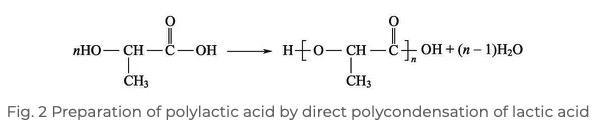 O O
nHO—CH—C—OH ⟶ H[O—CH—C]ₙOH + (n − 1)H₂O
CH₃ CH₃
Fig. 2 Preparation of polylactic acid by direct polycondensation of lactic acid